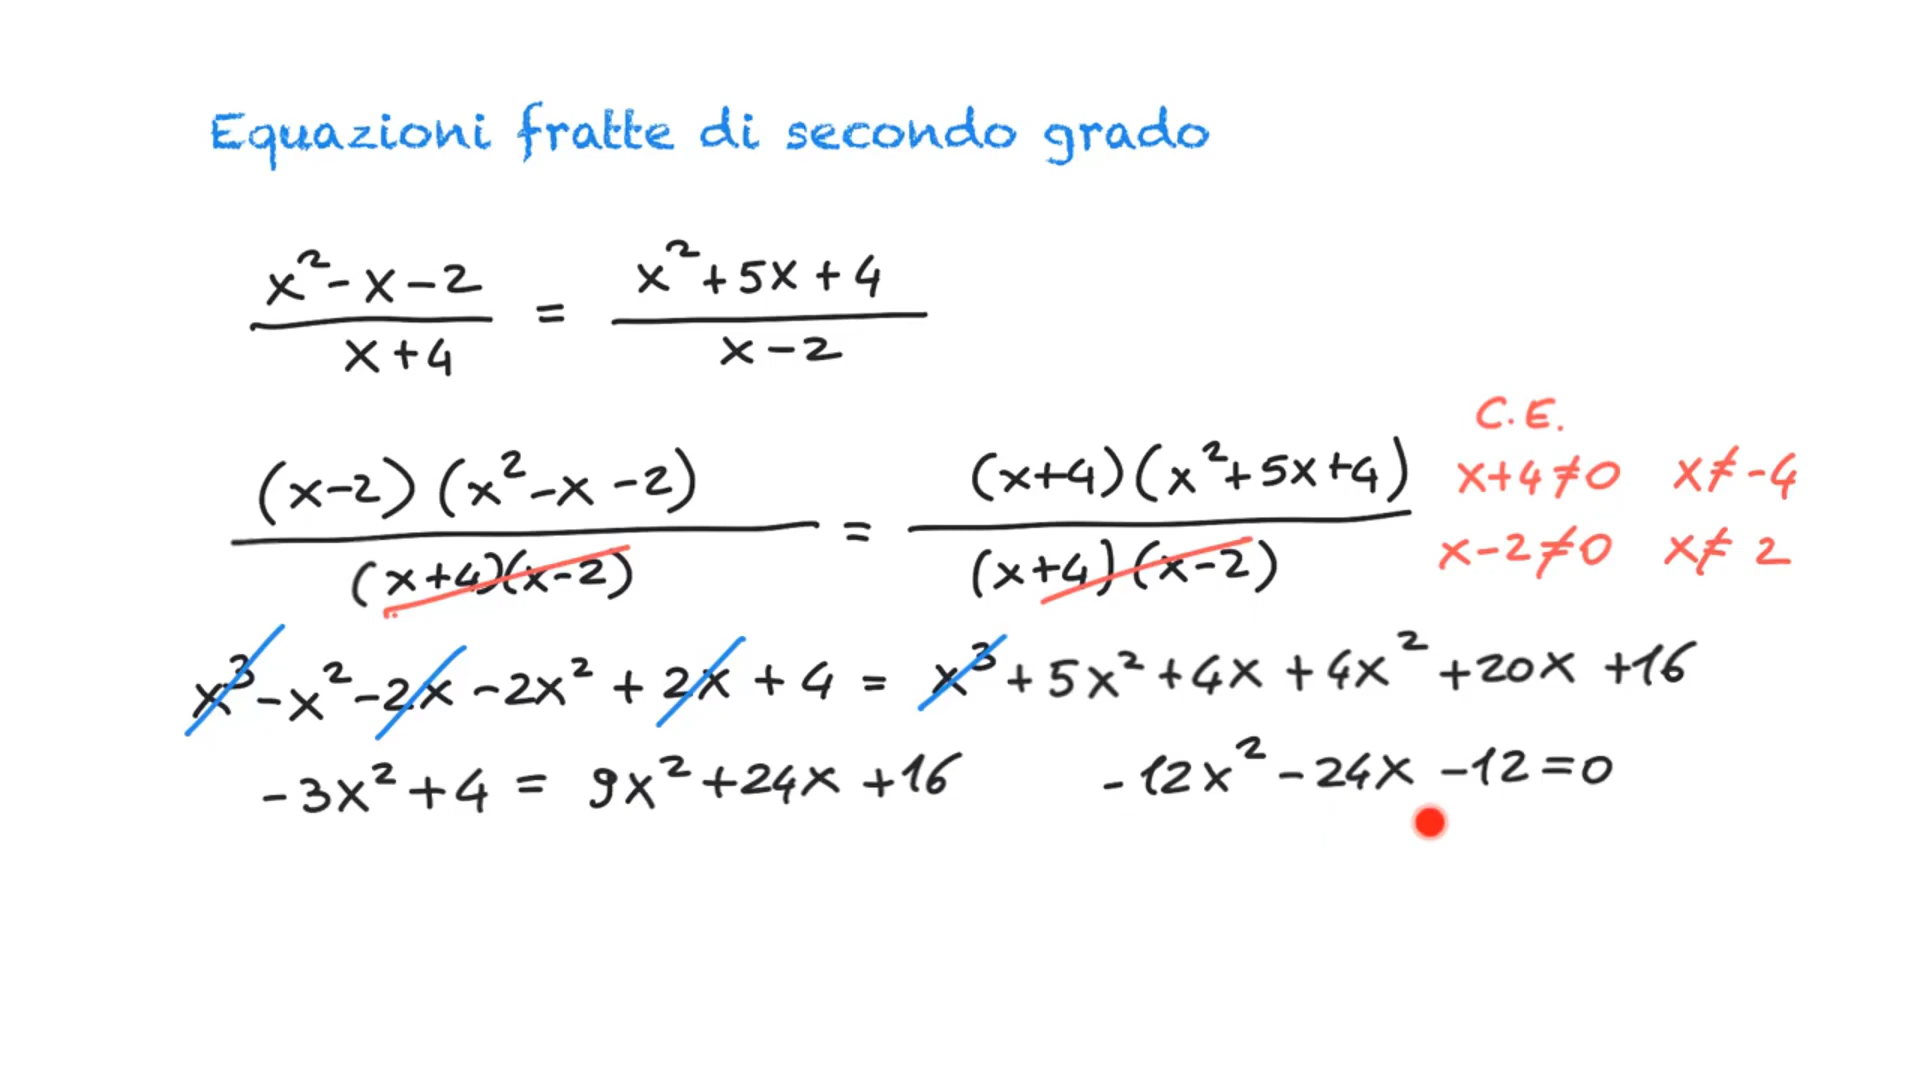 Equazioni fratte di secondo grado
x²-x-2 / x+4 = x²+5x+4 / x-2
C.E.
(x-2)(x²-x-2) / (x+4)(x-2) = (x+4)(x²+5x+4) / (x+4)(x-2)
x+4≠0 x≠-4
x-2≠0 x≠2
x³-x²-2x-2x²+2x+4 = x³+5x²+4x+4x²+20x+16
-3x²+4 = 9x²+24x+16 -12x²-24x-12=0